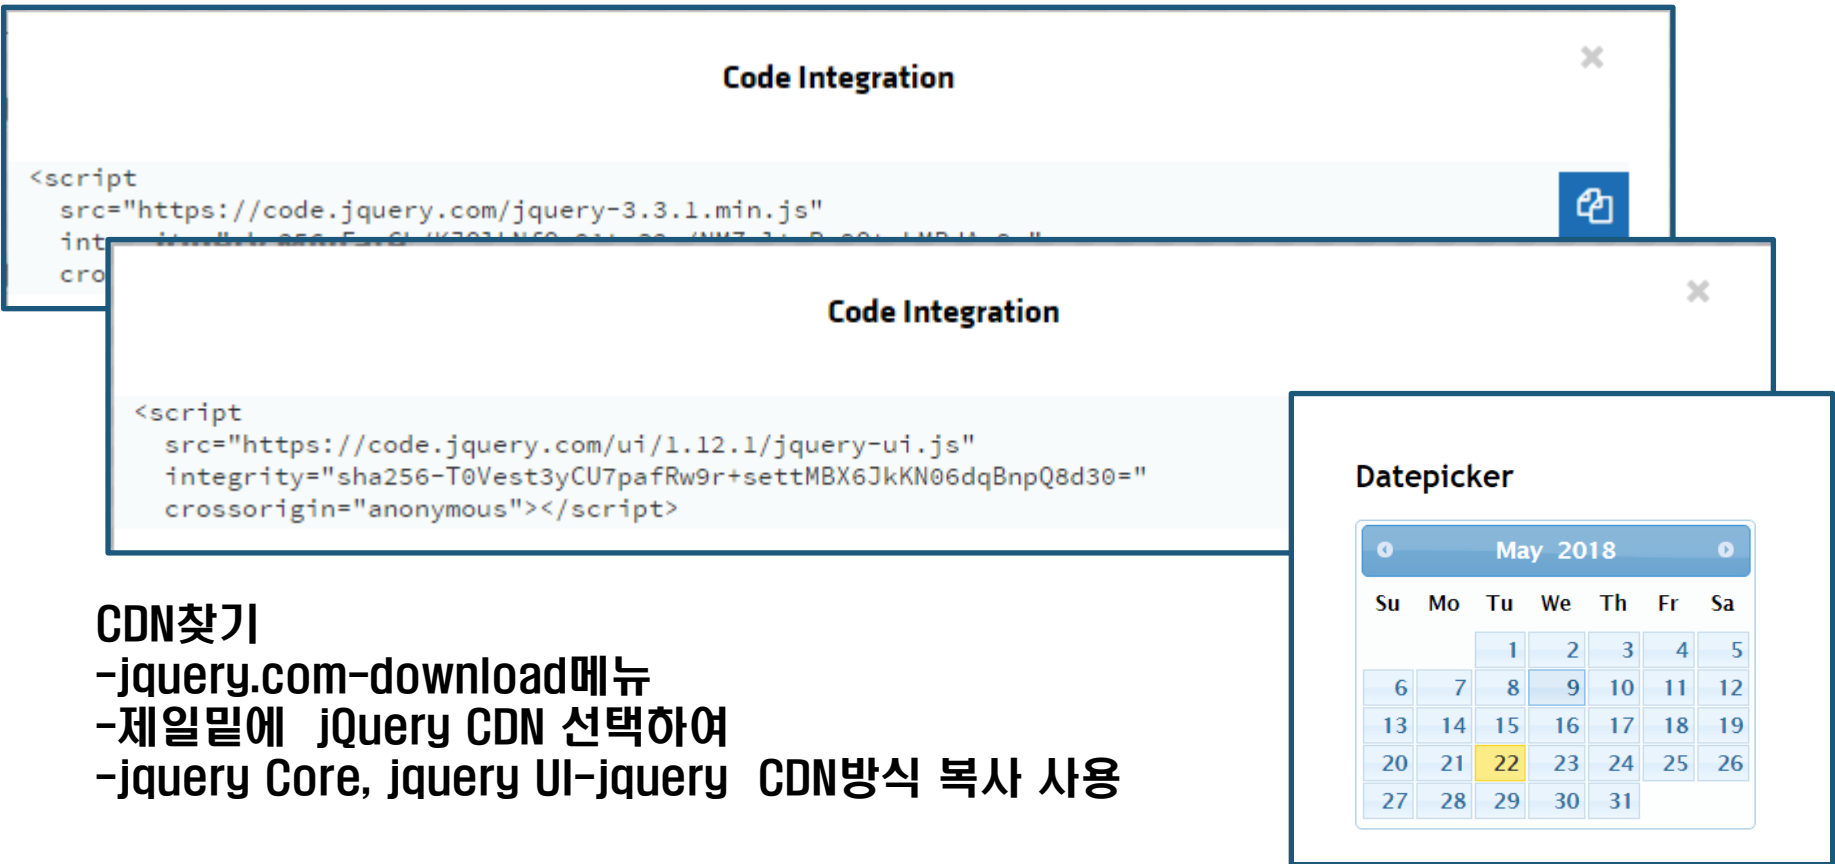 Code Integration
<script
src="https://code.jquery.com/jquery-3.3.1.min.js"
int
cro
Code Integration
<script
src="https://code.jquery.com/ui/1.12.1/jquery-ui.js"
integrity="sha256-T0Vest3yCU7pafRw9r+settMBX6JkKN06dqBnpQ8d30="
crossorigin="anonymous"></script>
Datepicker
May 2018
Su Mo Tu We Th Fr Sa
1 2 3 4 5
6 7 8 9 10 11 12
13 14 15 16 17 18 19
20 21 22 23 24 25 26
27 28 29 30 31
CDN찾기
-jquery.com-download메뉴
-제일밑에 jQuery CDN 선택하여
-jquery Core, jquery UI-jquery CDN방식 복사 사용